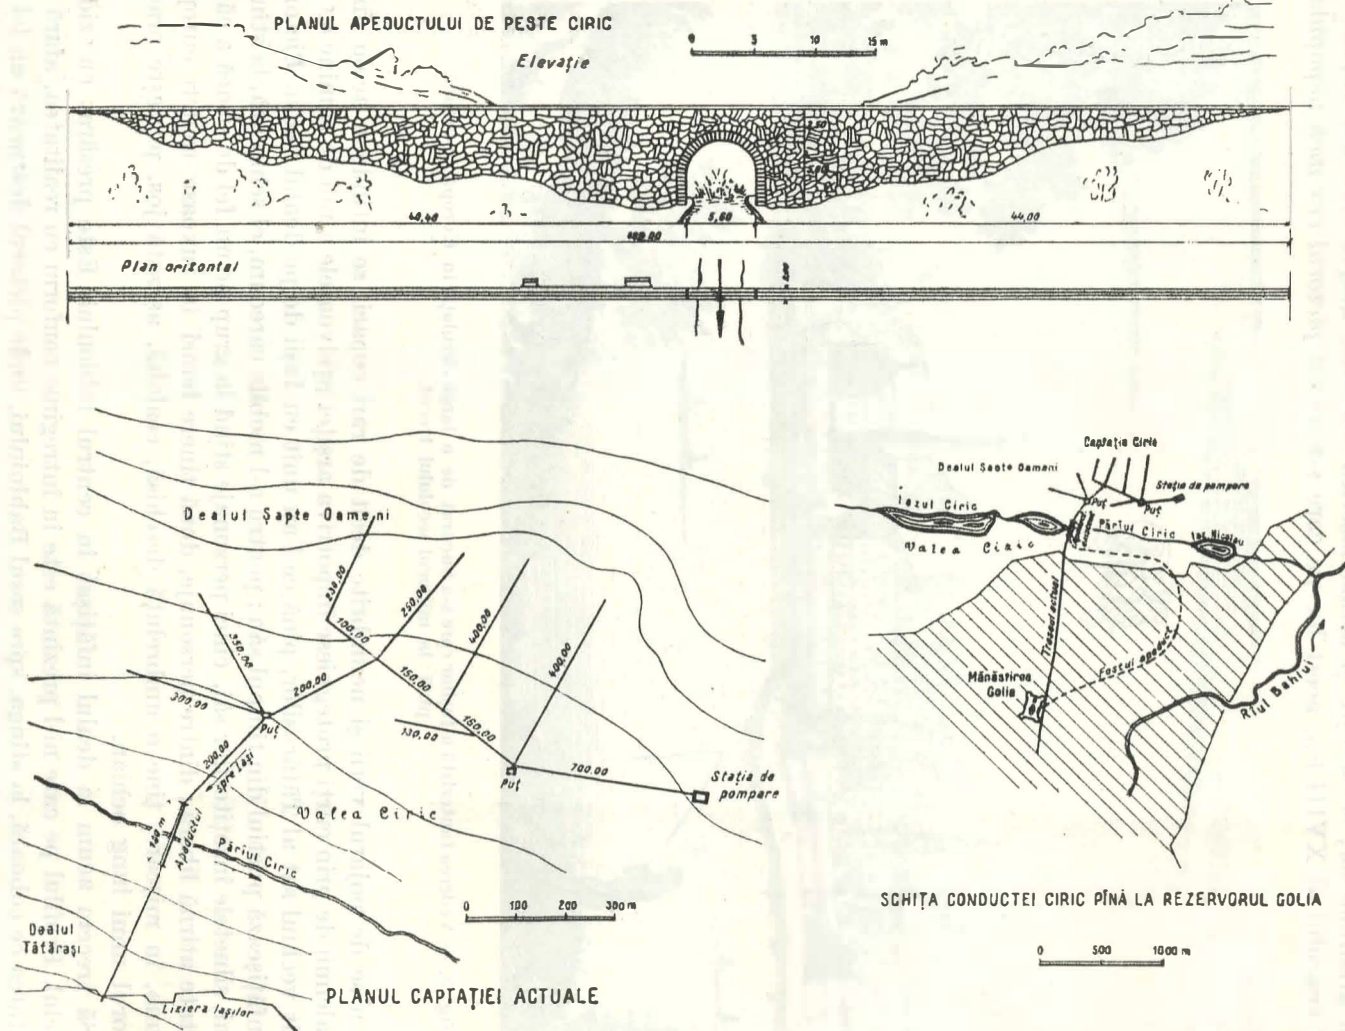 PLANUL APEDUCTULUI DE PESTE CIRIC
0 5 10 15 m
Elevație
5,60
44,00
Plan orizontal
Dealul Șapte Oameni
230,00
100,00
250,00
400,00
400,00
350,00
300,00
200,00
150,00
160,00
130,00
Puț
Puț
700,00
Stația de
pompare
200,00
spre Iași
Apeductul
Valea Ciric
Pârîul Ciric
0 100 200 300 m
Dealul
Tătărași
Liziera Iașilor
PLANUL CAPTAȚIEI ACTUALE
Captația Ciric
Dealul Șapte Oameni
Stația de pompare
Puț
Puț
Iazul Ciric
Pârîul Ciric
Valea Ciric
Traseul actual
Fostul apeduct
Mănăstirea
Golia
Rîul Bahlui
SCHIȚA CONDUCTEI CIRIC PÎNĂ LA REZERVORUL GOLIA
0 500 1000 m